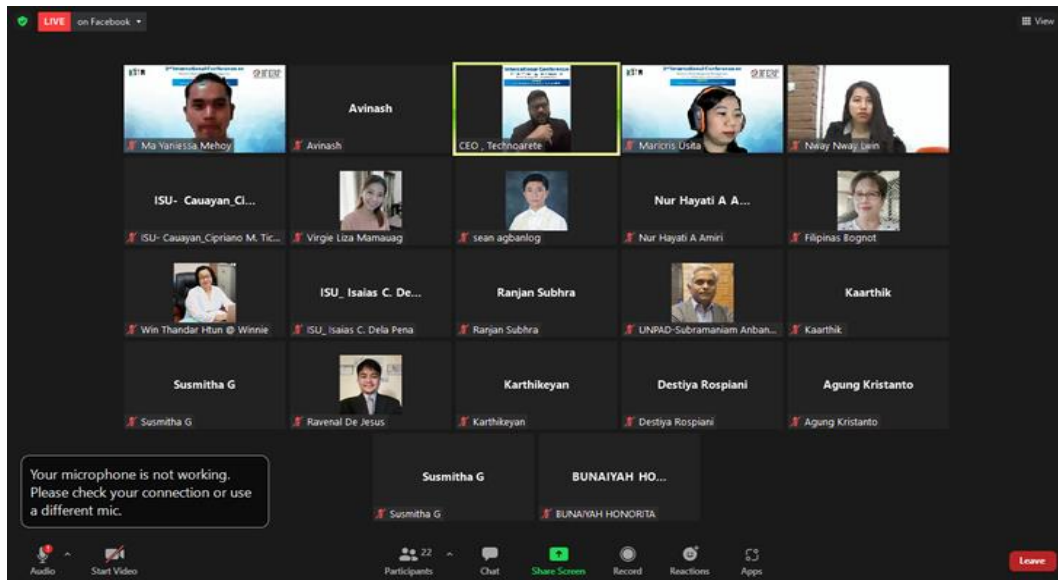 LIVE on Facebook
View
Ma Yaniessa Mehoy
Avinash
Avinash
International Conference
CEO , Technoarete
Maricris Usita
Nway Nway Lwin
ISU- Cauayan_Ci...
ISU- Cauayan_Cipriano M. Tic...
Virgie Liza Mamauag
sean agbanlog
Nur Hayati A A...
Nur Hayati A Amiri
Filipinas Bognot
Win Thandar Htun @ Winnie
ISU_ Isaias C. De...
ISU_ Isaias C. Dela Pena
Ranjan Subhra
Ranjan Subhra
UNPAD-Subramaniam Anban...
Kaarthik
Kaarthik
Susmitha G
Susmitha G
Ravenal De Jesus
Karthikeyan
Karthikeyan
Destiya Rospiani
Destiya Rospiani
Agung Kristanto
Agung Kristanto
Susmitha G
Susmitha G
BUNAIYAH HO...
BUNAIYAH HONORITA
Your microphone is not working.
Please check your connection or use
a different mic.
Audio
Start Video
22
Participants
Chat
Share Screen
Record
Reactions
Apps
Leave